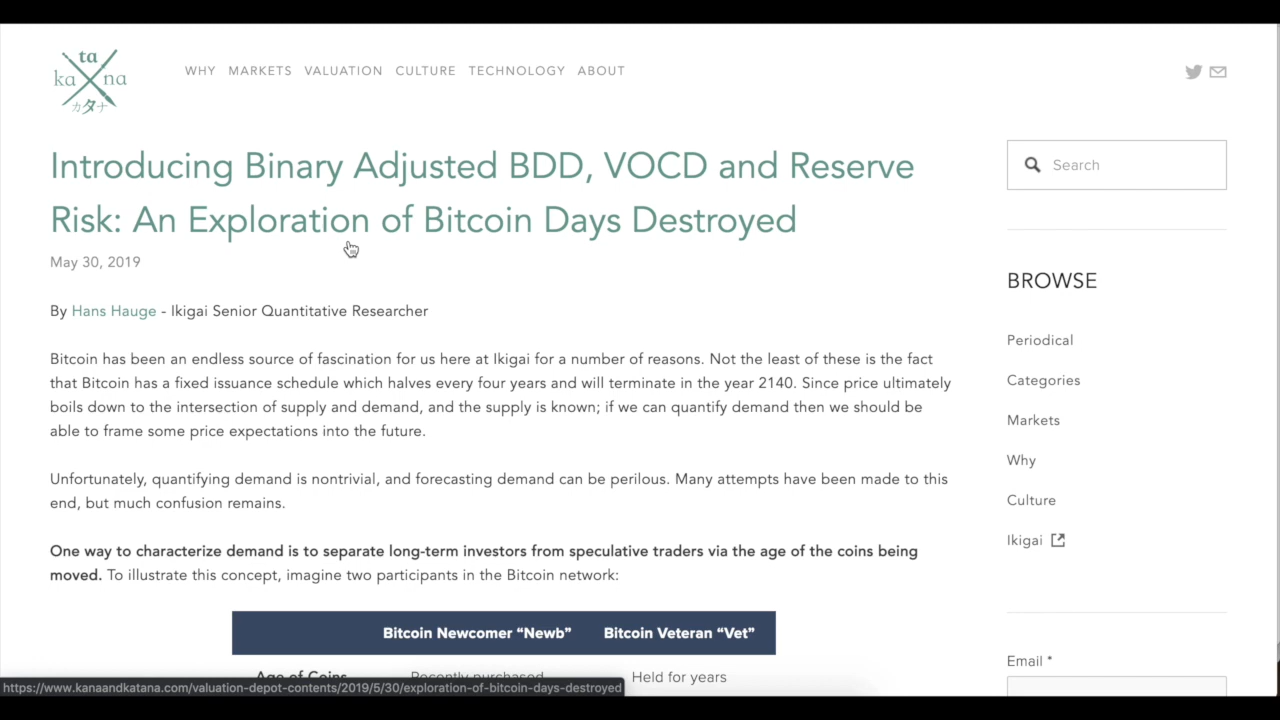 ta
ka na
カタナ
WHY MARKETS VALUATION CULTURE TECHNOLOGY ABOUT
Introducing Binary Adjusted BDD, VOCD and Reserve
Risk: An Exploration of Bitcoin Days Destroyed
May 30, 2019
By Hans Hauge - Ikigai Senior Quantitative Researcher
Bitcoin has been an endless source of fascination for us here at Ikigai for a number of reasons. Not the least of these is the fact
that Bitcoin has a fixed issuance schedule which halves every four years and will terminate in the year 2140. Since price ultimately
boils down to the intersection of supply and demand, and the supply is known; if we can quantify demand then we should be
able to frame some price expectations into the future.
Unfortunately, quantifying demand is nontrivial, and forecasting demand can be perilous. Many attempts have been made to this
end, but much confusion remains.
One way to characterize demand is to separate long-term investors from speculative traders via the age of the coins being
moved. To illustrate this concept, imagine two participants in the Bitcoin network:
Bitcoin Newcomer “Newb” Bitcoin Veteran “Vet”
Age of Coins Recently purchased Held for years
https://www.kanaandkatana.com/valuation-depot-contents/2019/5/30/exploration-of-bitcoin-days-destroyed
Search
BROWSE
Periodical
Categories
Markets
Why
Culture
Ikigai
Email *